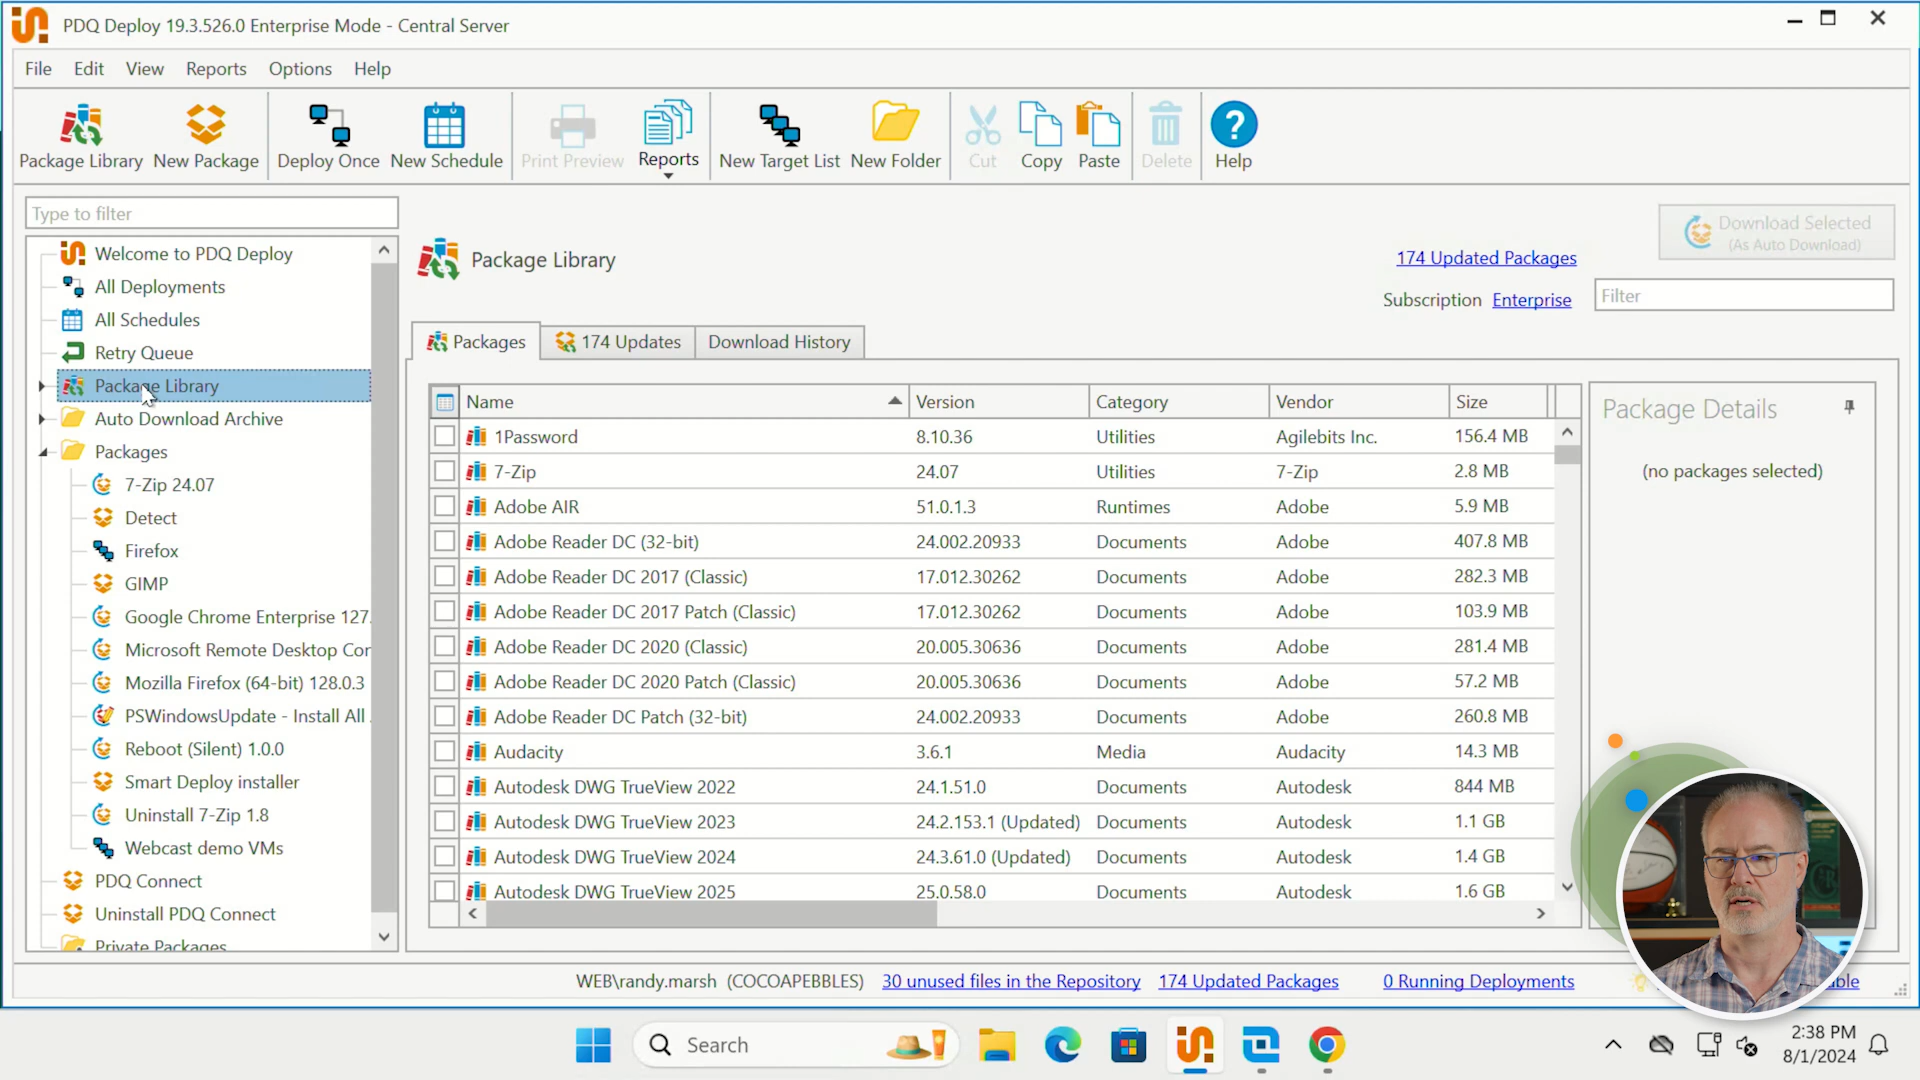 PDQ Deploy 19.3.526.0 Enterprise Mode - Central Server
File Edit View Reports Options Help
Package Library New Package Deploy Once New Schedule Print Preview Reports New Target List New Folder Cut Copy Paste Delete Help
Type to filter
Welcome to PDQ Deploy
All Deployments
All Schedules
Retry Queue
Package Library
Auto Download Archive
Packages
7-Zip 24.07
Detect
Firefox
GIMP
Google Chrome Enterprise 127.
Microsoft Remote Desktop Cor
Mozilla Firefox (64-bit) 128.0.3
PSWindowsUpdate - Install All .
Reboot (Silent) 1.0.0
Smart Deploy installer
Uninstall 7-Zip 1.8
Webcast demo VMs
PDQ Connect
Uninstall PDQ Connect
Private Packages
Package Library
174 Updated Packages
Subscription Enterprise
Download Selected
(As Auto Download)
Filter
Packages 174 Updates Download History
Name Version Category Vendor Size
1Password 8.10.36 Utilities Agilebits Inc. 156.4 MB
7-Zip 24.07 Utilities 7-Zip 2.8 MB
Adobe AIR 51.0.1.3 Runtimes Adobe 5.9 MB
Adobe Reader DC (32-bit) 24.002.20933 Documents Adobe 407.8 MB
Adobe Reader DC 2017 (Classic) 17.012.30262 Documents Adobe 282.3 MB
Adobe Reader DC 2017 Patch (Classic) 17.012.30262 Documents Adobe 103.9 MB
Adobe Reader DC 2020 (Classic) 20.005.30636 Documents Adobe 281.4 MB
Adobe Reader DC 2020 Patch (Classic) 20.005.30636 Documents Adobe 57.2 MB
Adobe Reader DC Patch (32-bit) 24.002.20933 Documents Adobe 260.8 MB
Audacity 3.6.1 Media Audacity 14.3 MB
Autodesk DWG TrueView 2022 24.1.51.0 Documents Autodesk 844 MB
Autodesk DWG TrueView 2023 24.2.153.1 (Updated) Documents Autodesk 1.1 GB
Autodesk DWG TrueView 2024 24.3.61.0 (Updated) Documents Autodesk 1.4 GB
Autodesk DWG TrueView 2025 25.0.58.0 Documents Autodesk 1.6 GB
Package Details
(no packages selected)
WEB\randy.marsh (COCOAPEBBLES) 30 unused files in the Repository 174 Updated Packages 0 Running Deployments
Search
2:38 PM
8/1/2024